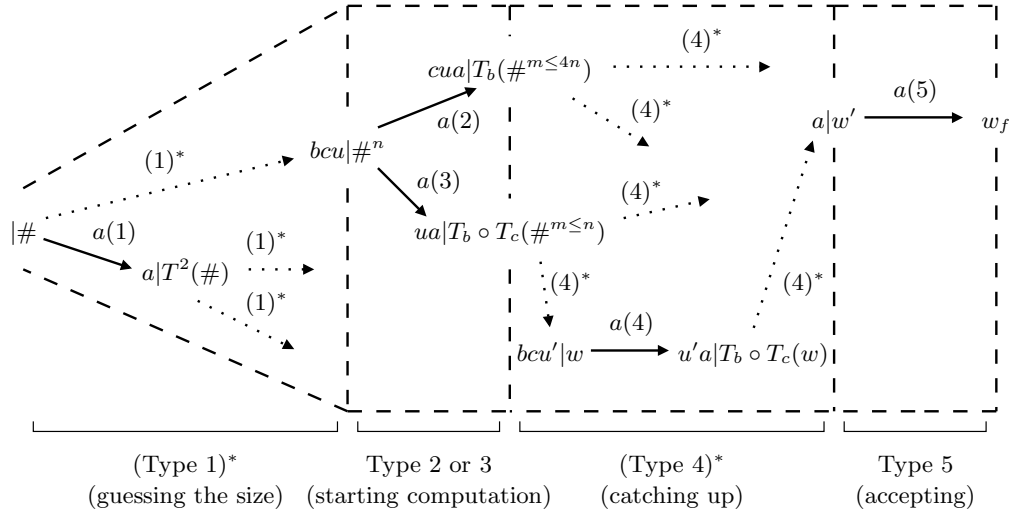 (4)*
cua|T_b(#^{m≤4n})
(4)*
a(2)
a(5)
a|w′
w_f
(1)*
bcu|#^n
a(3)
(4)*
|#
a(1)
(1)*
ua|T_b ∘ T_c(#^{m≤n})
a|T^2(#)
(1)*
(4)*
(4)*
a(4)
bcu′|w
u′a|T_b ∘ T_c(w)
(Type 1)* Type 2 or 3 (Type 4)* Type 5
(guessing the size) (starting computation) (catching up) (accepting)